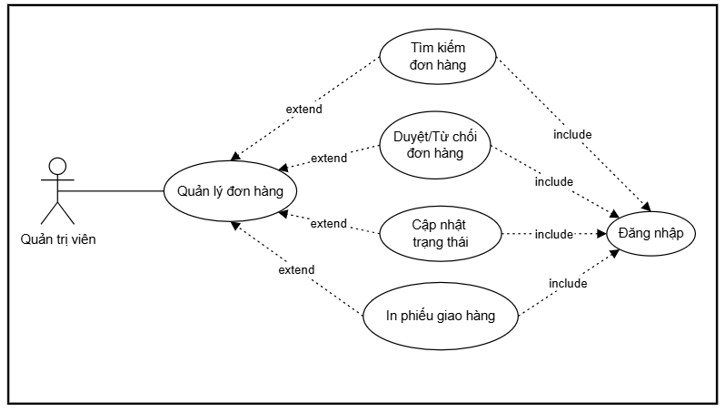 Tìm kiếm
đơn hàng
extend
include
Duyệt/Từ chối
đơn hàng
extend
include
Quản lý đơn hàng
Quản trị viên
extend
Cập nhật
trạng thái
include
Đăng nhập
extend
In phiếu giao hàng
include